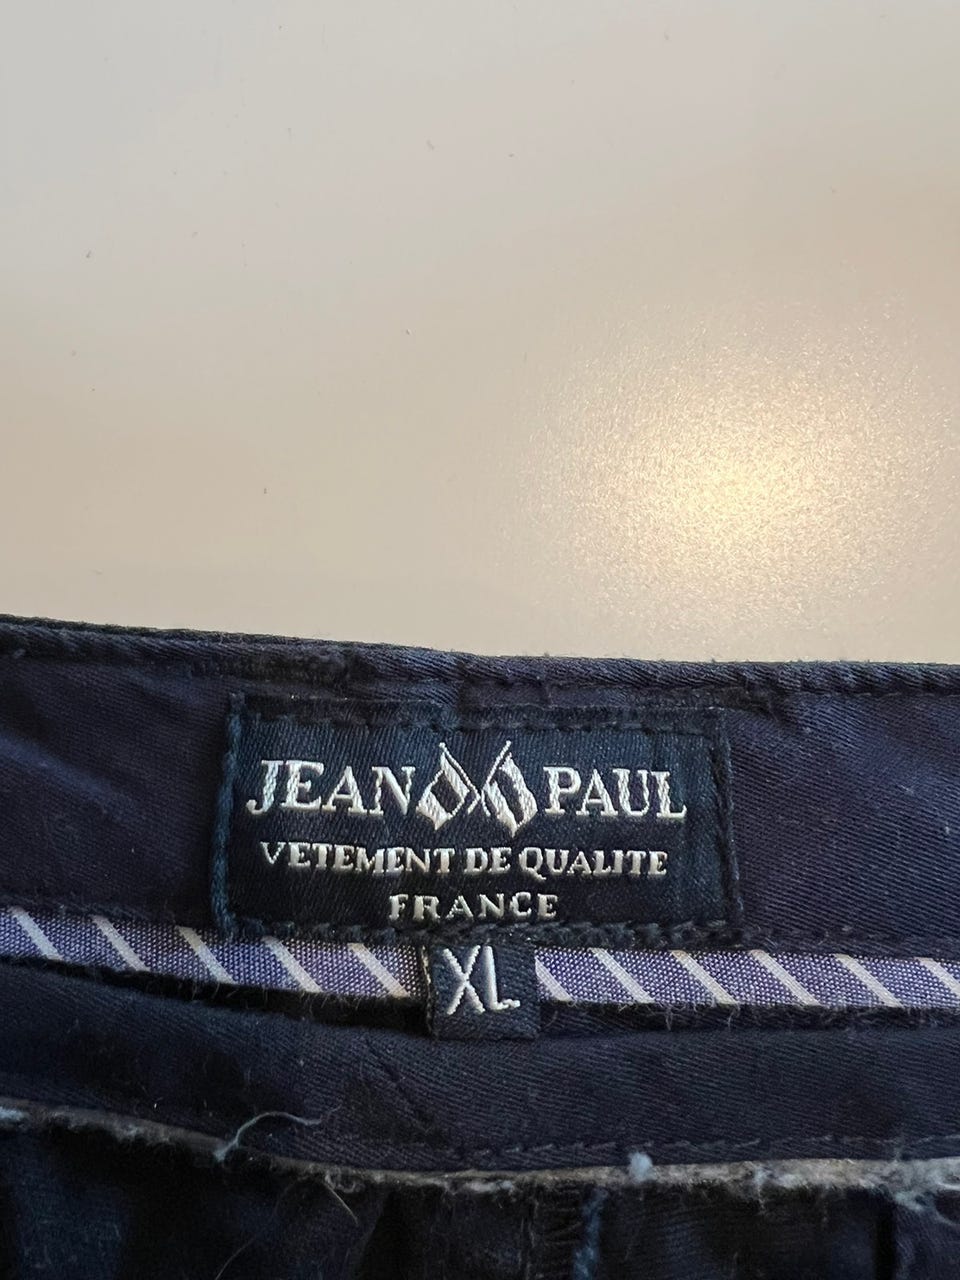 JEAN PAUL
VETEMENT DE QUALITE
FRANCE
XL